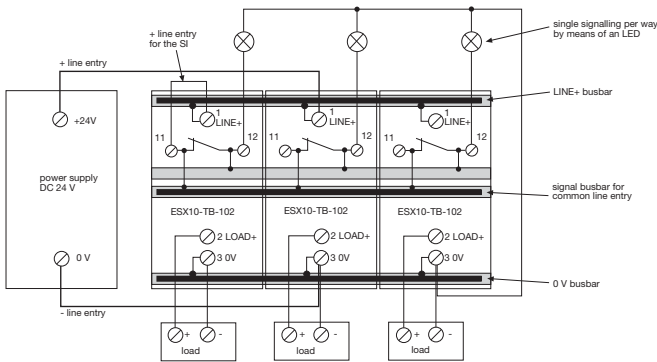 + line entry
for the SI
single signalling per way
by means of an LED
+ line entry
LINE+ busbar
+24V
1
LINE+
1
LINE+
1
LINE+
11
12
11
12
11
12
power supply
DC 24 V
signal busbar for
common line entry
ESX10-TB-102
ESX10-TB-102
ESX10-TB-102
2 LOAD+
2 LOAD+
2 LOAD+
0 V
3 0V
3 0V
3 0V
0 V busbar
- line entry
+ -
load
+ -
load
+ -
load